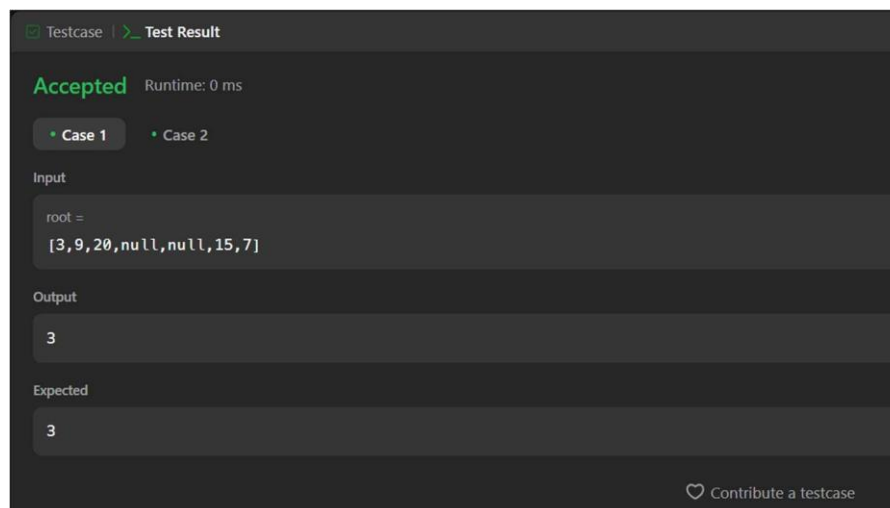 Testcase | >_ Test Result
Accepted Runtime: 0 ms
• Case 1 • Case 2
Input
root =
[3,9,20,null,null,15,7]
Output
3
Expected
3
Contribute a testcase